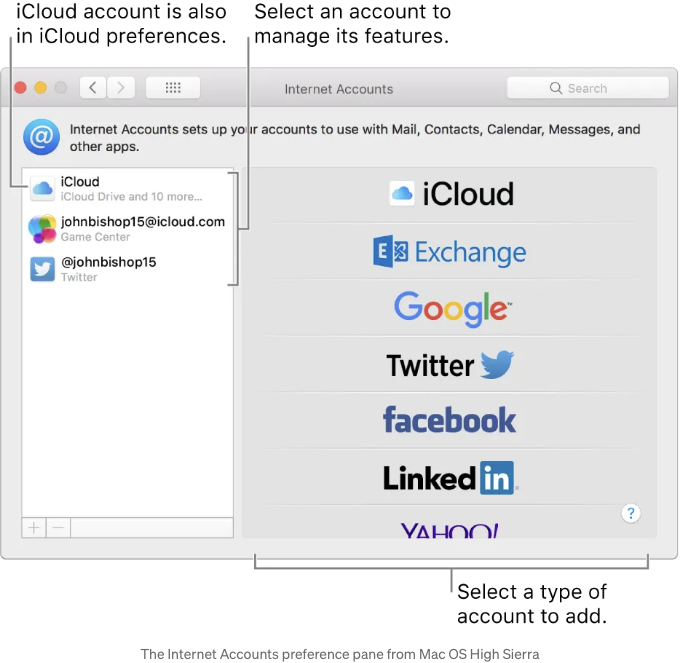 iCloud account is also
in iCloud preferences.
Select an account to
manage its features.
Internet Accounts
Search
@
Internet Accounts sets up your accounts to use with Mail, Contacts, Calendar, Messages, and
other apps.
iCloud
iCloud Drive and 10 more...
johnbishop15@icloud.com
Game Center
@johnbishop15
Twitter
iCloud
E Exchange
Google™
Twitter
facebook
Linked in®
YAHOO!
+ −
?
Select a type of
account to add.
The Internet Accounts preference pane from Mac OS High Sierra